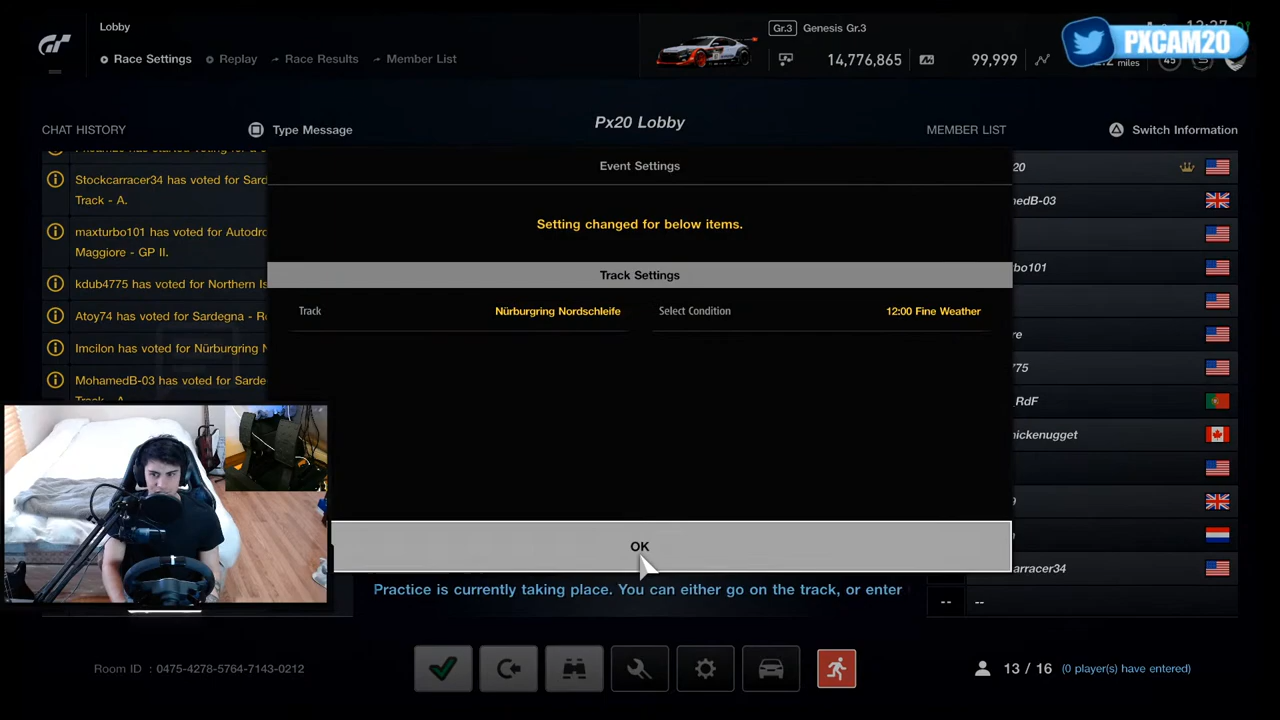 Lobby
Race Settings
Replay
Race Results
Member List
Gr.3
Genesis Gr.3
14,776,865
99,999
miles
45
PXCAM20
CHAT HISTORY
Type Message
Px20 Lobby
MEMBER LIST
Switch Information
Stockcarracer34 has voted for Sard
Track - A.
maxturbo101 has voted for Autodro
Maggiore - GP II.
kdub4775 has voted for Northern Is
Atoy74 has voted for Sardegna - R
Imcilon has voted for Nürburgring N
MohamedB-03 has voted for Sarde
Event Settings
Setting changed for below items.
Track Settings
Track
Nürburgring Nordschleife
Select Condition
12:00 Fine Weather
OK
Practice is currently taking place. You can either go on the track, or enter
20
nedB-03
bo101
re
75
_RdF
nickenugget
9
arracer34
-- --
Room ID : 0475-4278-5764-7143-0212
13 / 16
(0 player(s) have entered)